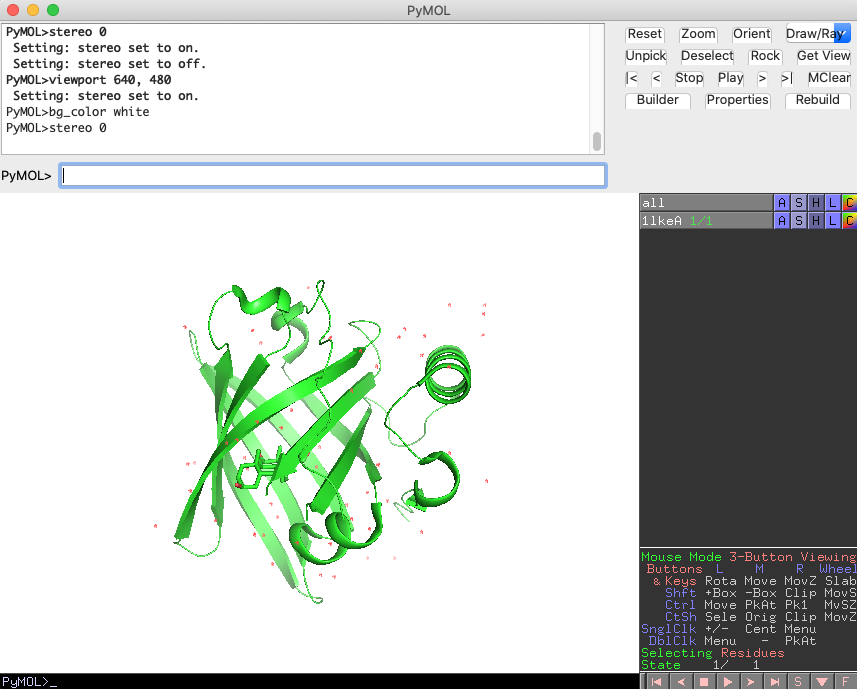 PyMOL
PyMOL>stereo 0
Setting: stereo set to on.
Setting: stereo set to off.
PyMOL>viewport 640, 480
Setting: stereo set to on.
PyMOL>bg_color white
PyMOL>stereo 0
PyMOL>
Reset Zoom Orient Draw/Ray
Unpick Deselect Rock Get View
|< < Stop Play > >| MClear
Builder Properties Rebuild
all A S H L C
1lkeA 1/1 A S H L C
Mouse Mode 3-Button Viewing
Buttons L M R Wheel
& Keys Rota Move MovZ Slab
Shft +Box -Box Clip MovS
Ctrl Move PkAt Pk1 MvSZ
CtSh Sele Orig Clip MovZ
SnglClk +/- Cent Menu
DblClk Menu - PkAt
Selecting Residues
State 1/ 1
PyMOL>_
S F